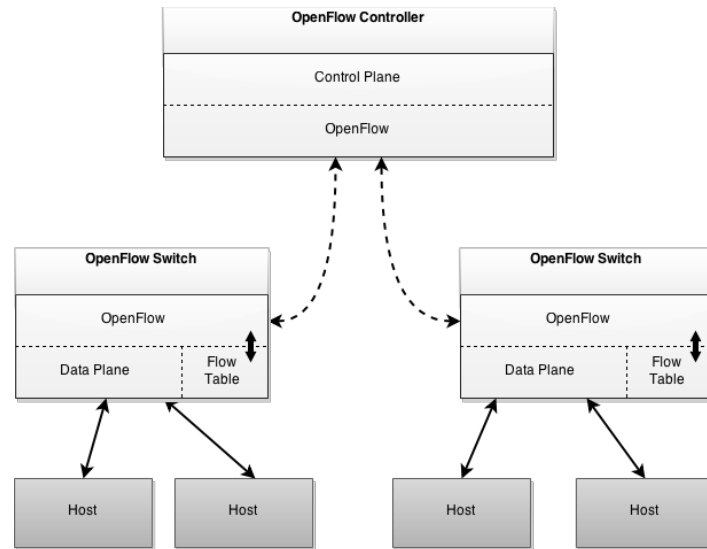 OpenFlow Controller
Control Plane
OpenFlow
OpenFlow Switch
OpenFlow
Data Plane
Flow
Table
OpenFlow Switch
OpenFlow
Data Plane
Flow
Table
Host
Host
Host
Host